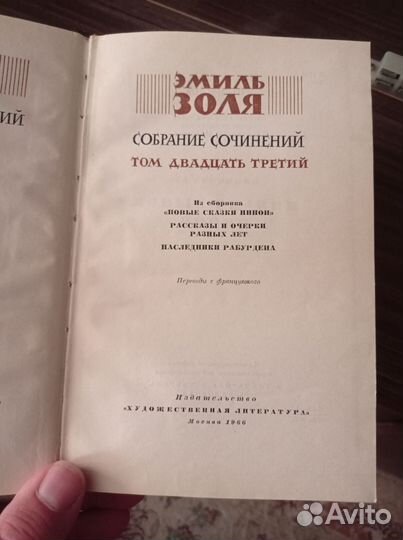 ИЙ
ЭМИЛЬ
ЗОЛЯ
СОБРАНИЕ СОЧИНЕНИЙ
ТОМ ДВАДЦАТЬ ТРЕТИЙ
Из сборника
«НОВЫЕ СКАЗКИ НИНОН»
РАССКАЗЫ И ОЧЕРКИ
РАЗНЫХ ЛЕТ
НАСЛЕДНИКИ РАБУРДЕНА
Переводы с французского
Издательство
«ХУДОЖЕСТВЕННАЯ ЛИТЕРАТУРА»
Москва 1966
Avito